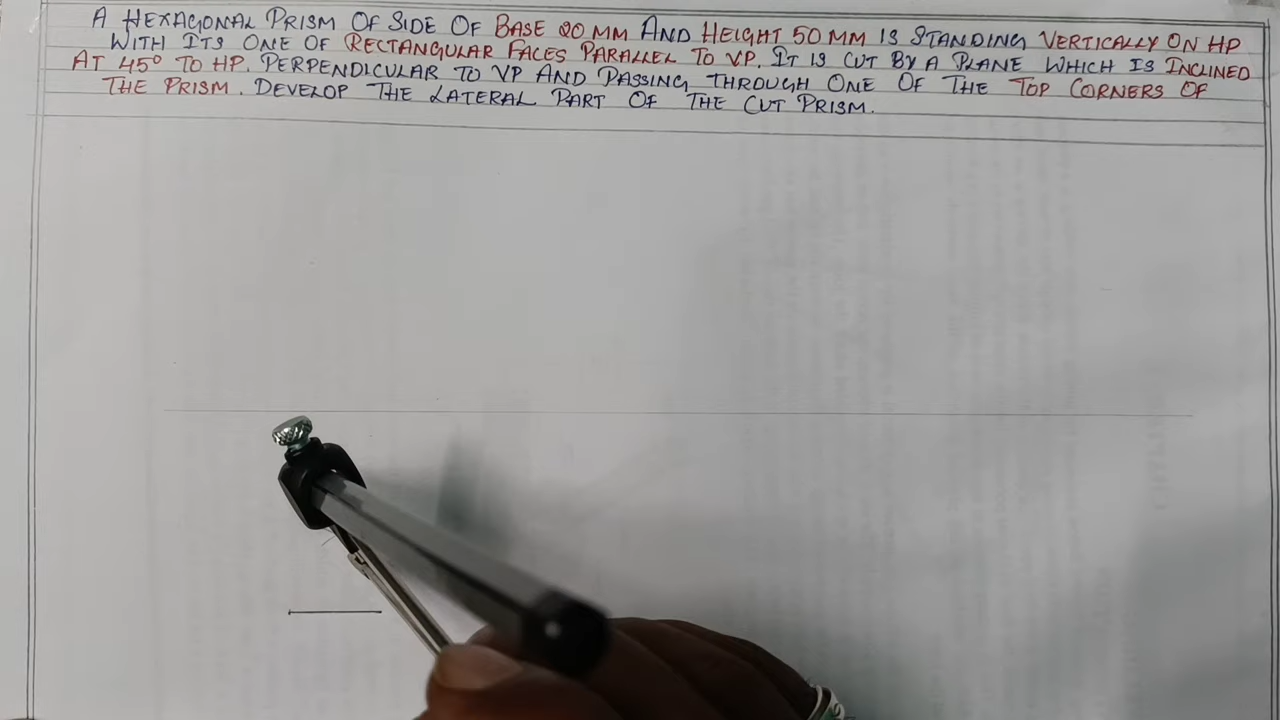 A HEXAGONAL PRISM OF SIDE OF BASE 20 MM AND HEIGHT 50 MM IS STANDING VERTICALLY ON HP
WITH ITS ONE OF RECTANGULAR FACES PARALLEL TO VP. IT IS CUT BY A PLANE WHICH IS INCLINED
AT 45° TO HP. PERPENDICULAR TO VP AND PASSING THROUGH ONE OF THE TOP CORNERS OF
THE PRISM. DEVELOP THE LATERAL PART OF THE CUT PRISM.